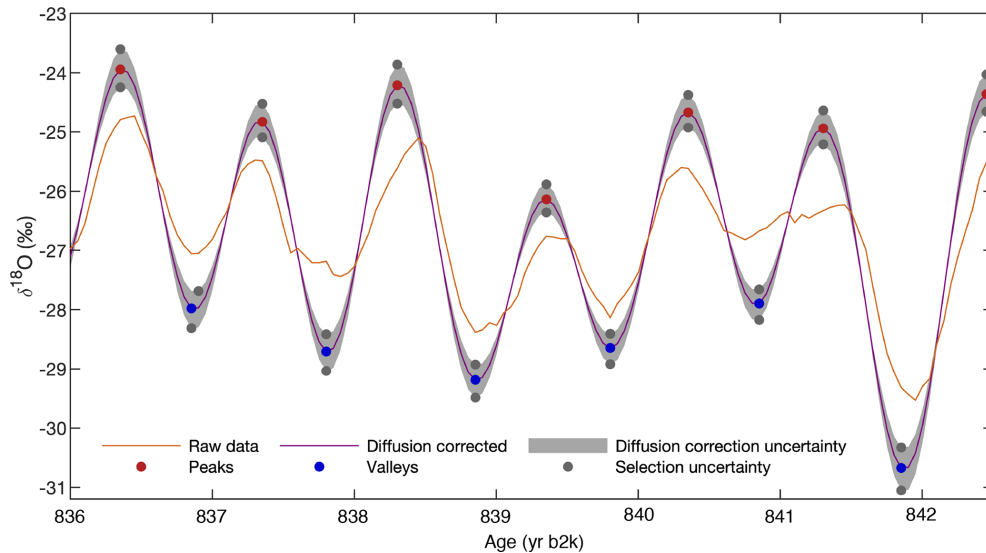 -23
-24
-25
-26
-27
-28
-29
-30
-31
δ¹⁸O (‰)
Raw data
Diffusion corrected
Diffusion correction uncertainty
Peaks
Valleys
Selection uncertainty
836
837
838
839
840
841
842
Age (yr b2k)